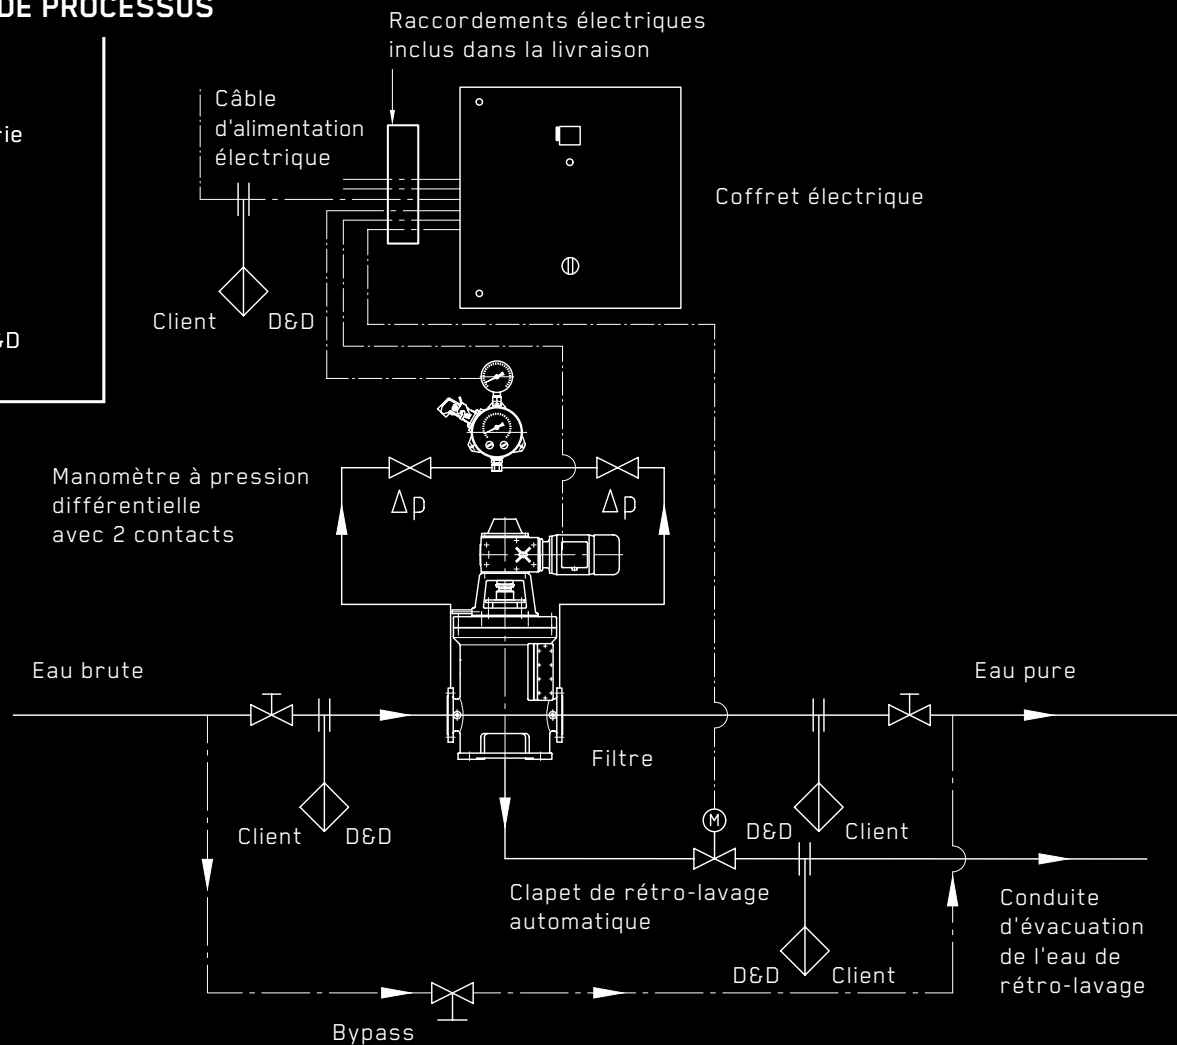 DE PROCESSUS
Raccordements électriques
inclus dans la livraison
Câble
d'alimentation
électrique
Coffret électrique
Client D&D
Manomètre à pression
différentielle
avec 2 contacts
Δp Δp
Eau brute
Eau pure
Filtre
Client D&D
M
D&D Client
Clapet de rétro-lavage
automatique
D&D Client
Conduite
d'évacuation
de l'eau de
rétro-lavage
Bypass